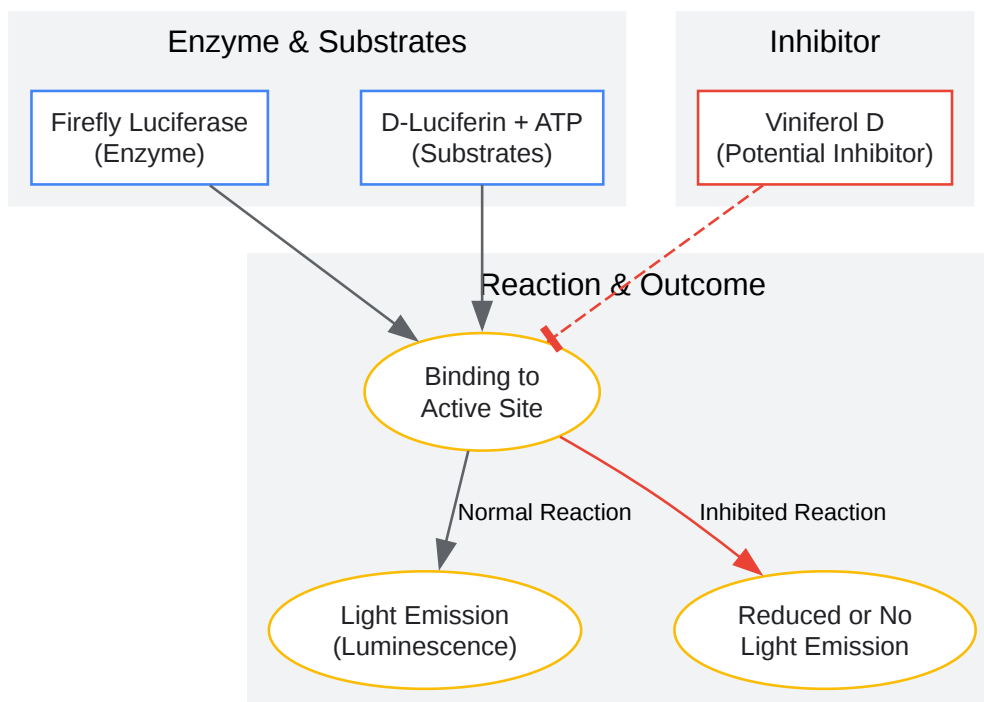 Enzyme & Substrates
Inhibitor
Firefly Luciferase
(Enzyme)
D-Luciferin + ATP
(Substrates)
Viniferol D
(Potential Inhibitor)
Reaction & Outcome
Binding to
Active Site
Normal Reaction
Inhibited Reaction
Light Emission
(Luminescence)
Reduced or No
Light Emission